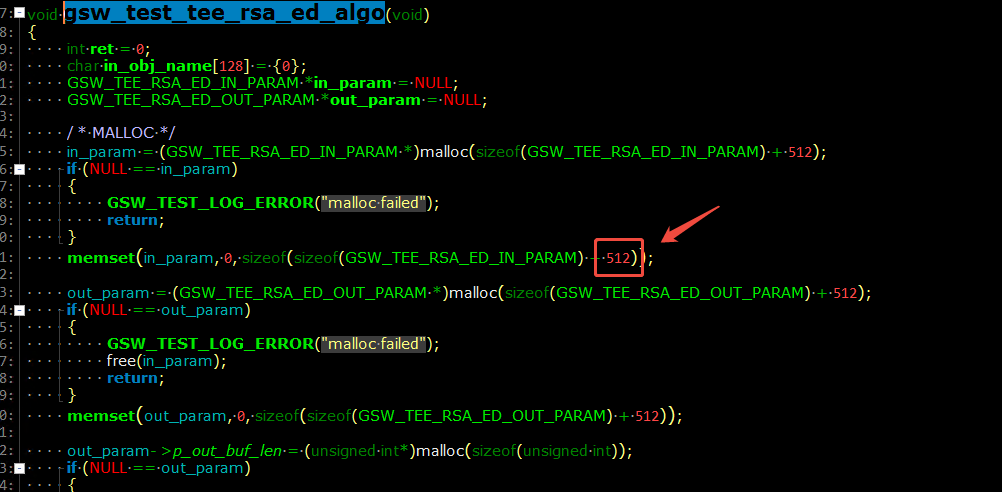 7: void gsw_test_tee_rsa_ed_algo(void)
8: {
9: int ret = 0;
0: char in_obj_name[128] = {0};
1: GSW_TEE_RSA_ED_IN_PARAM *in_param = NULL;
2: GSW_TEE_RSA_ED_OUT_PARAM *out_param = NULL;
3:
4: / * MALLOC */
5: in_param = (GSW_TEE_RSA_ED_IN_PARAM *)malloc(sizeof(GSW_TEE_RSA_ED_IN_PARAM) + 512);
6: if (NULL == in_param)
7: {
8: GSW_TEST_LOG_ERROR("malloc failed");
9: return;
0: }
1: memset(in_param, 0, sizeof(sizeof(GSW_TEE_RSA_ED_IN_PARAM) + 512));
2:
3: out_param = (GSW_TEE_RSA_ED_OUT_PARAM *)malloc(sizeof(GSW_TEE_RSA_ED_OUT_PARAM) + 512);
4: if (NULL == out_param)
5: {
6: GSW_TEST_LOG_ERROR("malloc failed");
7: free(in_param);
8: return;
9: }
0: memset(out_param, 0, sizeof(sizeof(GSW_TEE_RSA_ED_OUT_PARAM) + 512));
1:
2: out_param->p_out_buf_len = (unsigned int*)malloc(sizeof(unsigned int));
3: if (NULL == out_param)
4: {